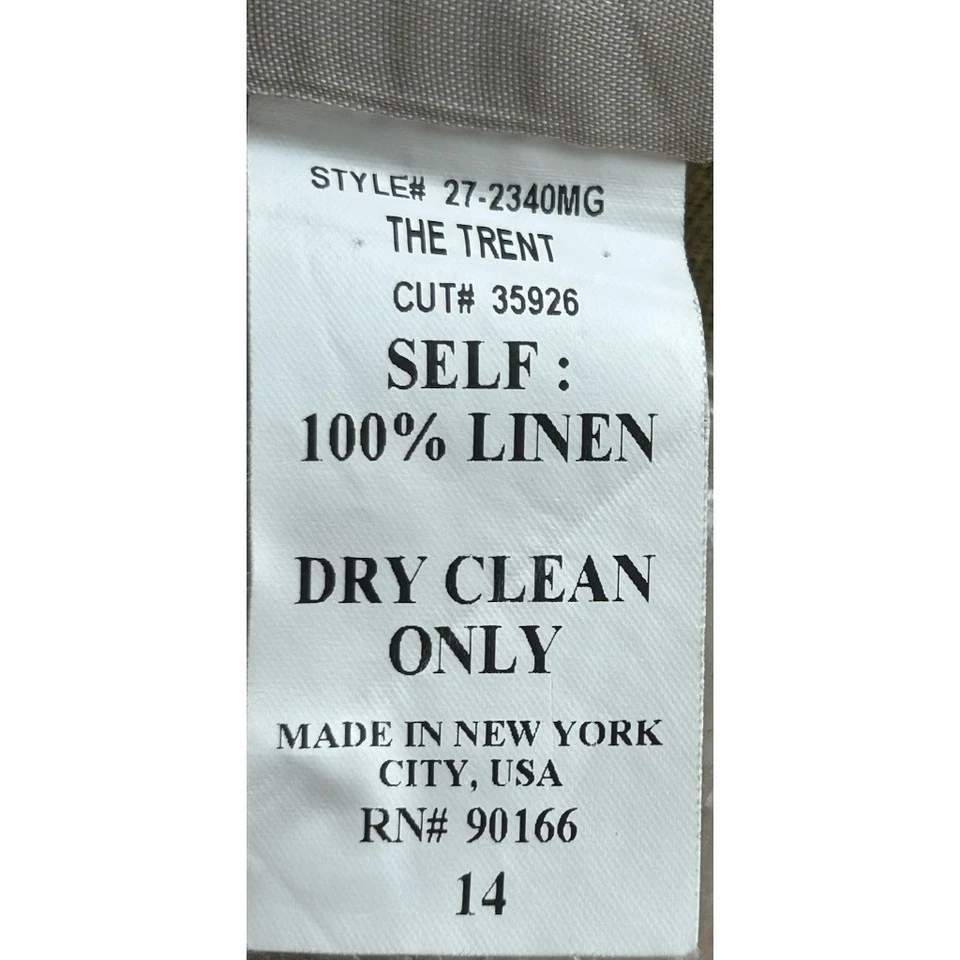 STYLE# 27-2340MG
THE TRENT
CUT# 35926
SELF :
100% LINEN
DRY CLEAN
ONLY
MADE IN NEW YORK
CITY, USA
RN# 90166
14